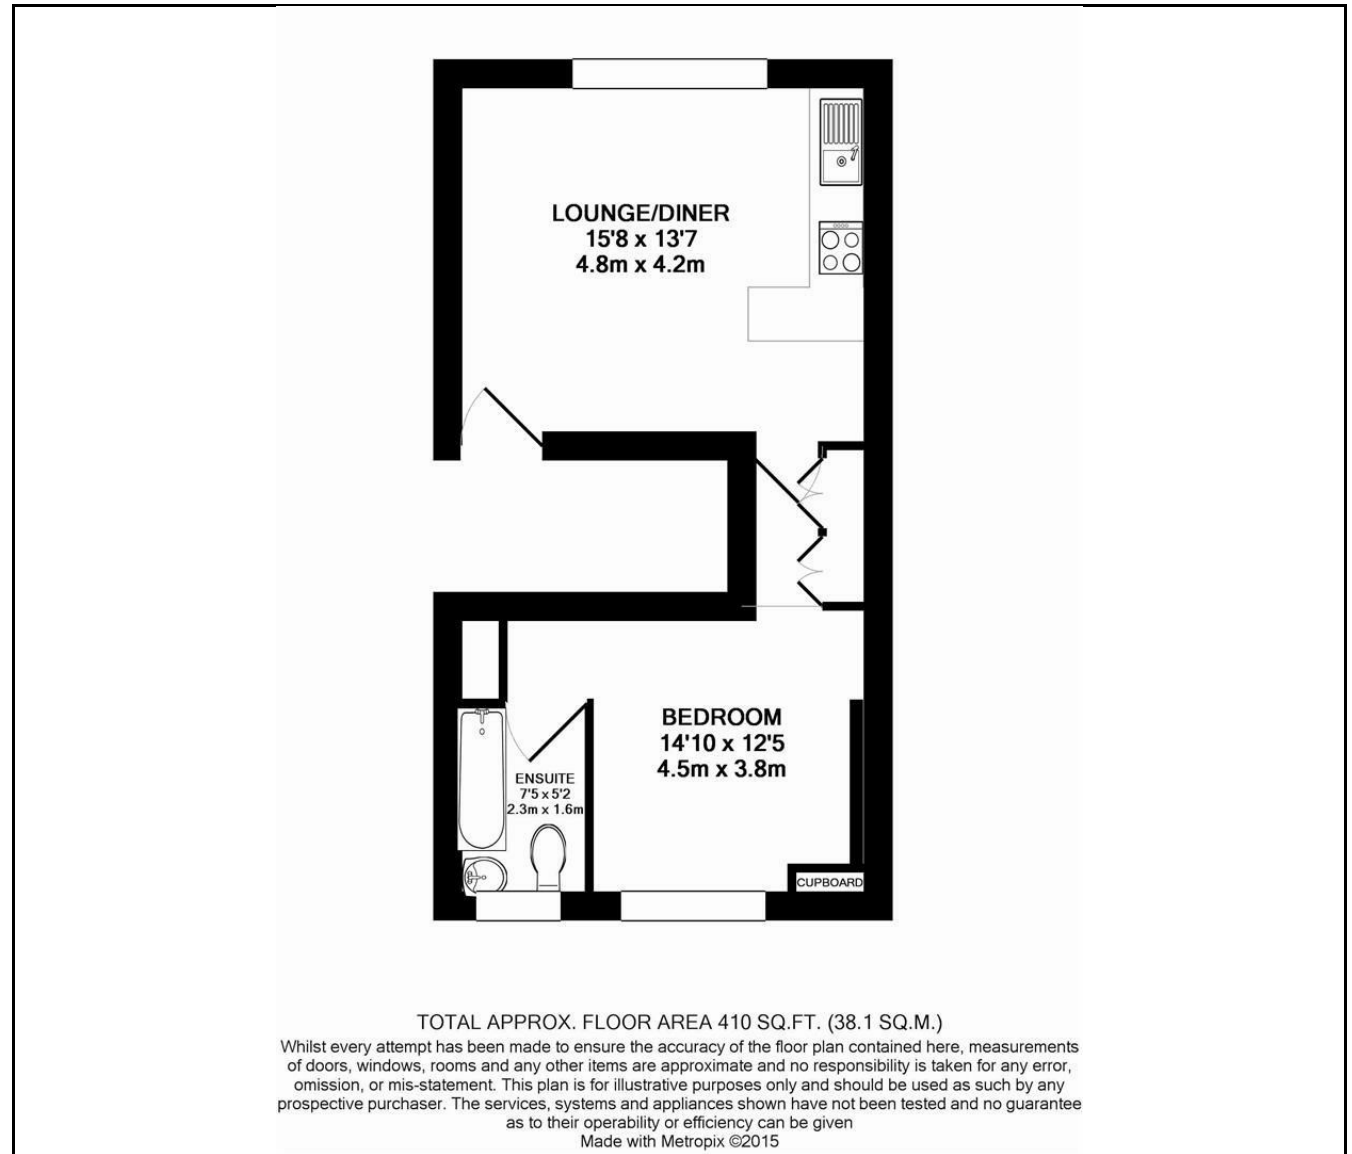 LOUNGE/DINER
15'8 x 13'7
4.8m x 4.2m
BEDROOM
14'10 x 12'5
4.5m x 3.8m
ENSUITE
7'5 x 5'2
2.3m x 1.6m
CUPBOARD
TOTAL APPROX. FLOOR AREA 410 SQ.FT. (38.1 SQ.M.)
Whilst every attempt has been made to ensure the accuracy of the floor plan contained here, measurements
of doors, windows, rooms and any other items are approximate and no responsibility is taken for any error,
omission, or mis-statement. This plan is for illustrative purposes only and should be used as such by any
prospective purchaser. The services, systems and appliances shown have not been tested and no guarantee
as to their operability or efficiency can be given
Made with Metropix ©2015